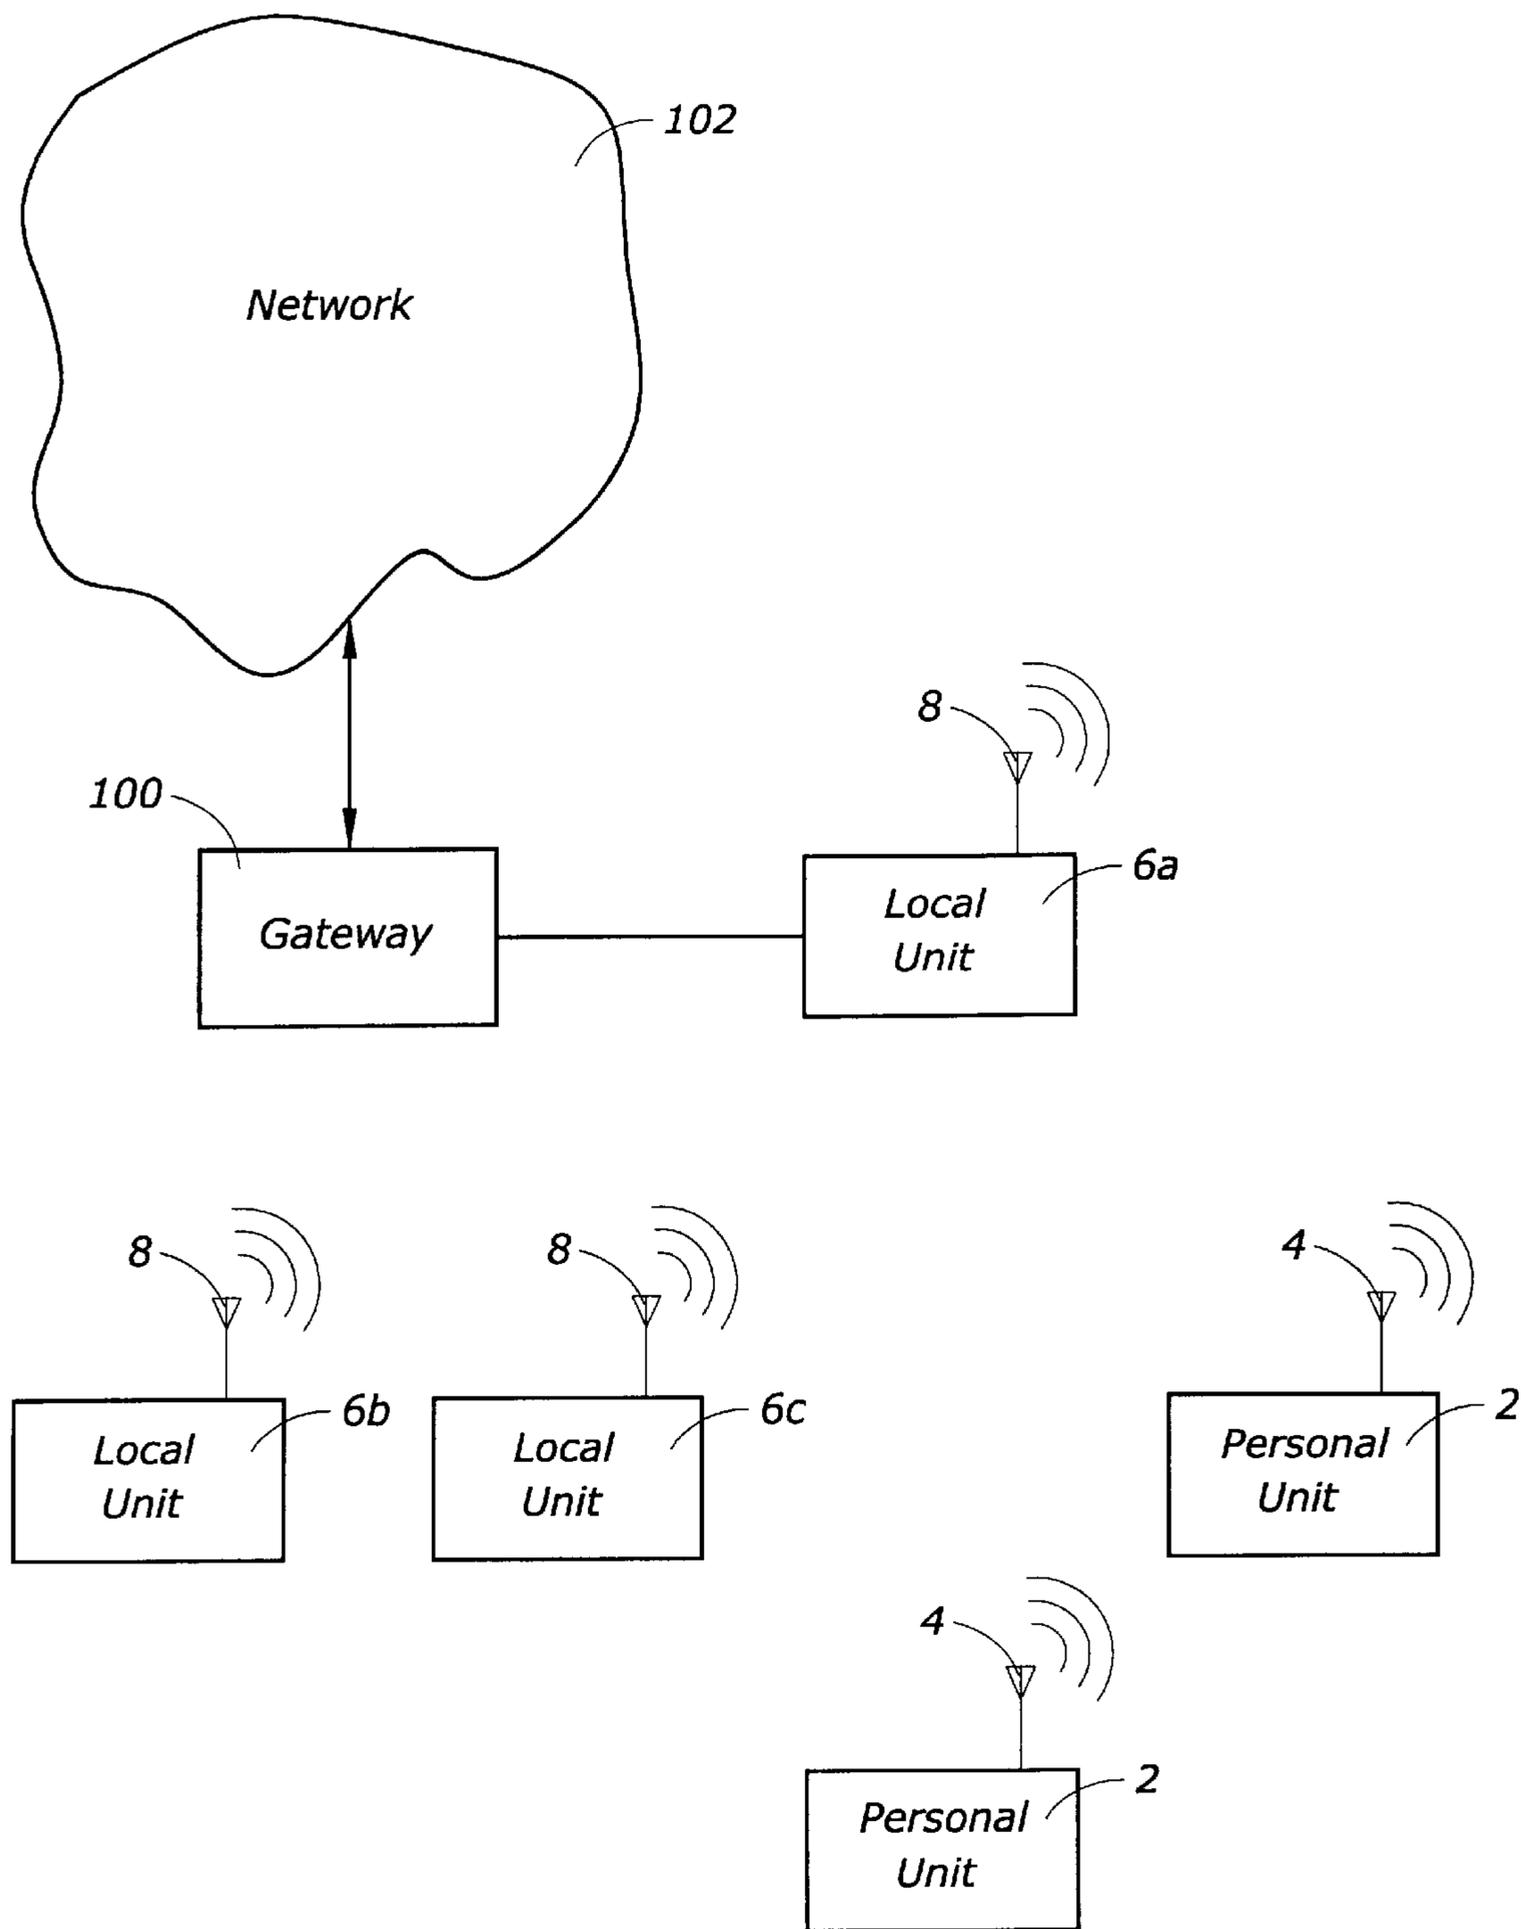 102
Network
8
100
6a
Local
Unit
Gateway
8
8
4
6b
6c
2
Local
Unit
Local
Unit
Personal
Unit
4
2
Personal
Unit